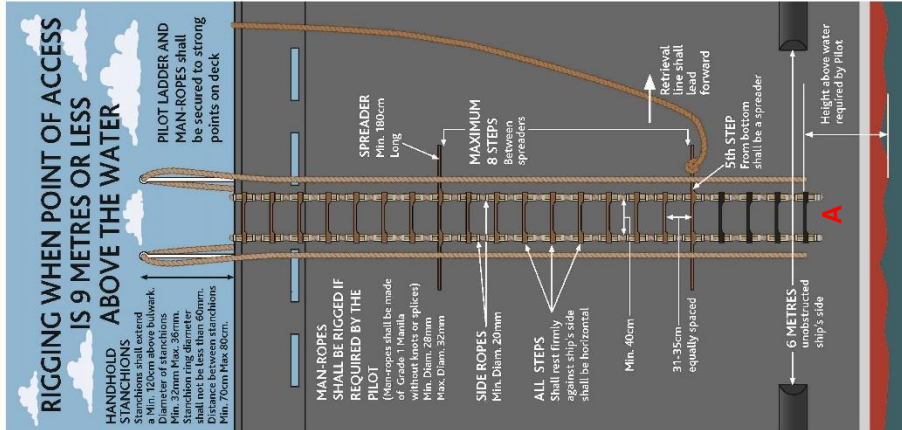 RIGGING WHEN POINT OF ACCESS
IS 9 METRES OR LESS
ABOVE THE WATER
HANDHOLD
STANCHIONS
Stanchions shall extend
a Min. 120cm above bulwark.
Diameter of stanchions
Min. 32mm Max. 36mm.
Stanchion ring diameter
shall not be less than 60mm.
Distance between stanchions
Min. 70cm Max 80cm.
PILOT LADDER AND
MAN-ROPES shall
be secured to strong
points on deck
MAN-ROPES
SHALL BE RIGGED IF
REQUIRED BY THE
PILOT
(Man-ropes shall be made
of Grade 1 Manila
without knots or splices)
Min. Diam. 28mm
Max. Diam. 32mm
SPREADER
Min. 180cm
Long
SIDE ROPES
Min. Diam. 20mm
MAXIMUM
8 STEPS
Between
spreaders
ALL STEPS
Shall rest firmly
against ship's side
shall be horizontal
Min. 40cm
Retrieval
line shall
lead
forward
31-35cm
equally spaced
5th STEP
From bottom
shall be a spreader
6 METRES
unobstructed
ship's side
A
Height above water
required by Pilot